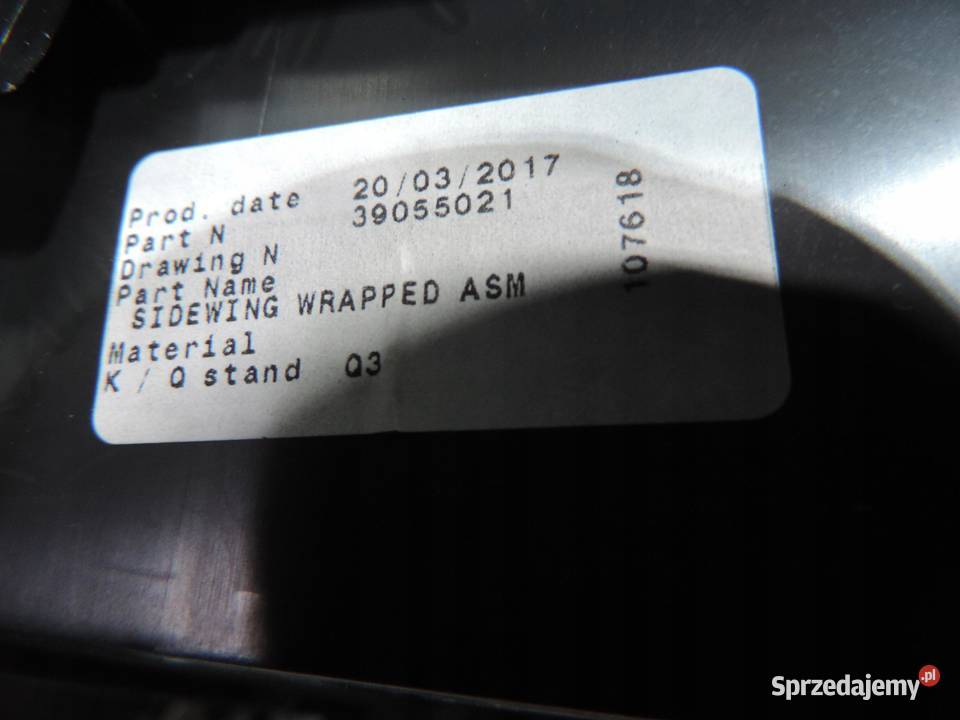 Prod. date 20/03/2017
Part N 39055021
Drawing N
Part Name
SIDEWING WRAPPED ASM
Material
K / Q stand Q3
107618
Sprzedajemy.pl